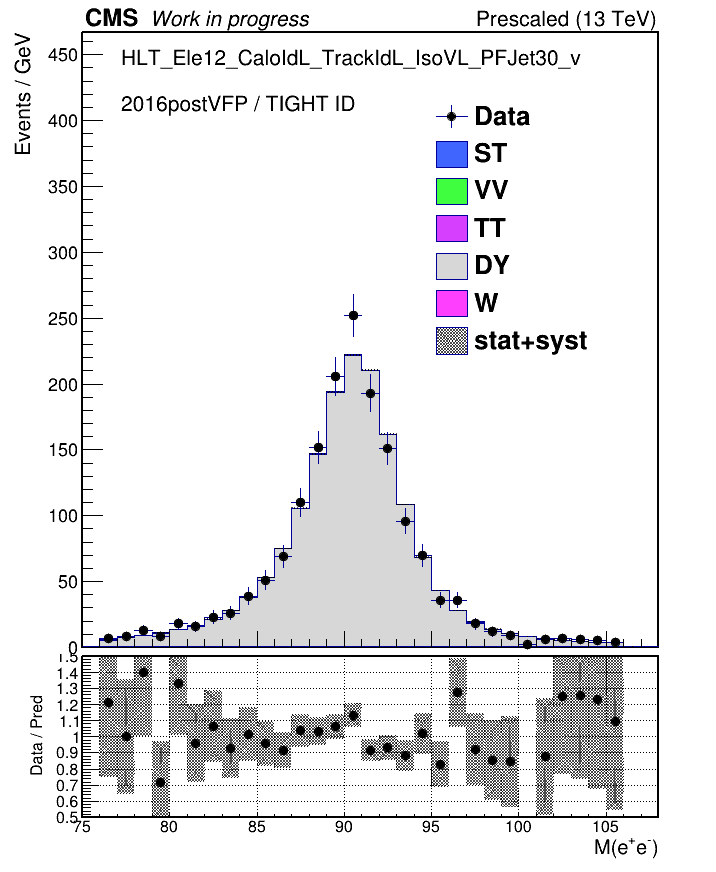 CMS Work in progress Prescaled (13 TeV)
Events / GeV
HLT_Ele12_CaloIdL_TrackIdL_IsoVL_PFJet30_v
2016postVFP / TIGHT ID
Data
ST
VV
TT
DY
W
stat+syst
450
400
350
300
250
200
150
100
50
0
Data / Pred
1.5
1.4
1.3
1.2
1.1
1
0.9
0.8
0.7
0.6
0.5
75 80 85 90 95 100 105
M(e⁺e⁻)